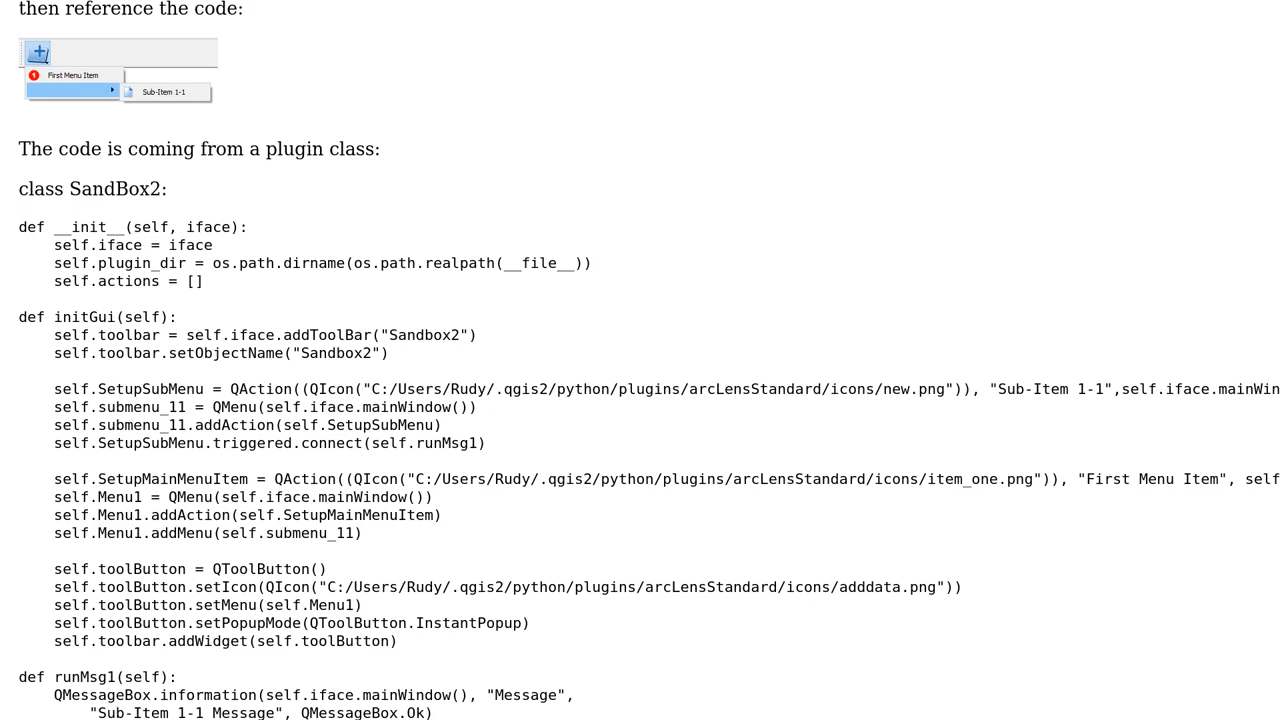 then reference the code:
First Menu Item
Sub-Item 1-1
The code is coming from a plugin class:
class SandBox2:
def __init__(self, iface):
    self.iface = iface
    self.plugin_dir = os.path.dirname(os.path.realpath(__file__))
    self.actions = []
def initGui(self):
    self.toolbar = self.iface.addToolBar("Sandbox2")
    self.toolbar.setObjectName("Sandbox2")
    self.SetupSubMenu = QAction((QIcon("C:/Users/Rudy/.qgis2/python/plugins/arcLensStandard/icons/new.png")), "Sub-Item 1-1",self.iface.mainWin
    self.submenu_11 = QMenu(self.iface.mainWindow())
    self.submenu_11.addAction(self.SetupSubMenu)
    self.SetupSubMenu.triggered.connect(self.runMsg1)
    self.SetupMainMenuItem = QAction((QIcon("C:/Users/Rudy/.qgis2/python/plugins/arcLensStandard/icons/item_one.png")), "First Menu Item", self
    self.Menu1 = QMenu(self.iface.mainWindow())
    self.Menu1.addAction(self.SetupMainMenuItem)
    self.Menu1.addMenu(self.submenu_11)
    self.toolButton = QToolButton()
    self.toolButton.setIcon(QIcon("C:/Users/Rudy/.qgis2/python/plugins/arcLensStandard/icons/adddata.png"))
    self.toolButton.setMenu(self.Menu1)
    self.toolButton.setPopupMode(QToolButton.InstantPopup)
    self.toolbar.addWidget(self.toolButton)
def runMsg1(self):
    QMessageBox.information(self.iface.mainWindow(), "Message",
        "Sub-Item 1-1 Message", QMessageBox.Ok)